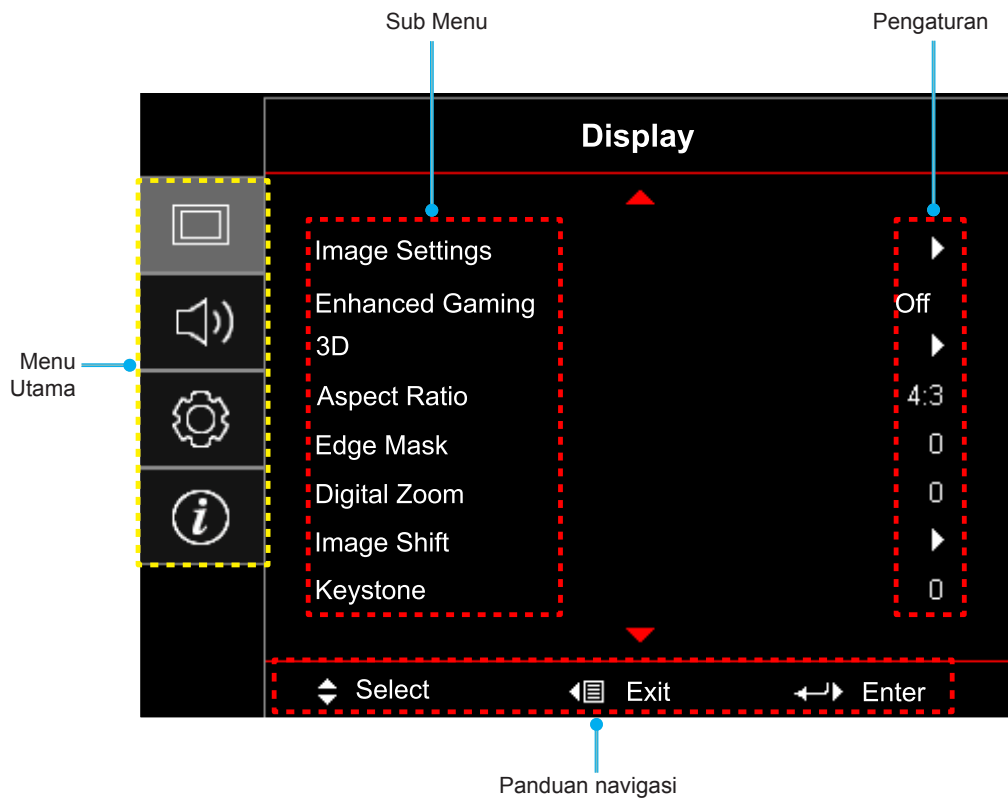 Sub Menu
Pengaturan
Display
Image Settings
Enhanced Gaming Off
3D
Menu
Utama
Aspect Ratio 4:3
Edge Mask 0
Digital Zoom 0
Image Shift
Keystone 0
Select Exit Enter
Panduan navigasi